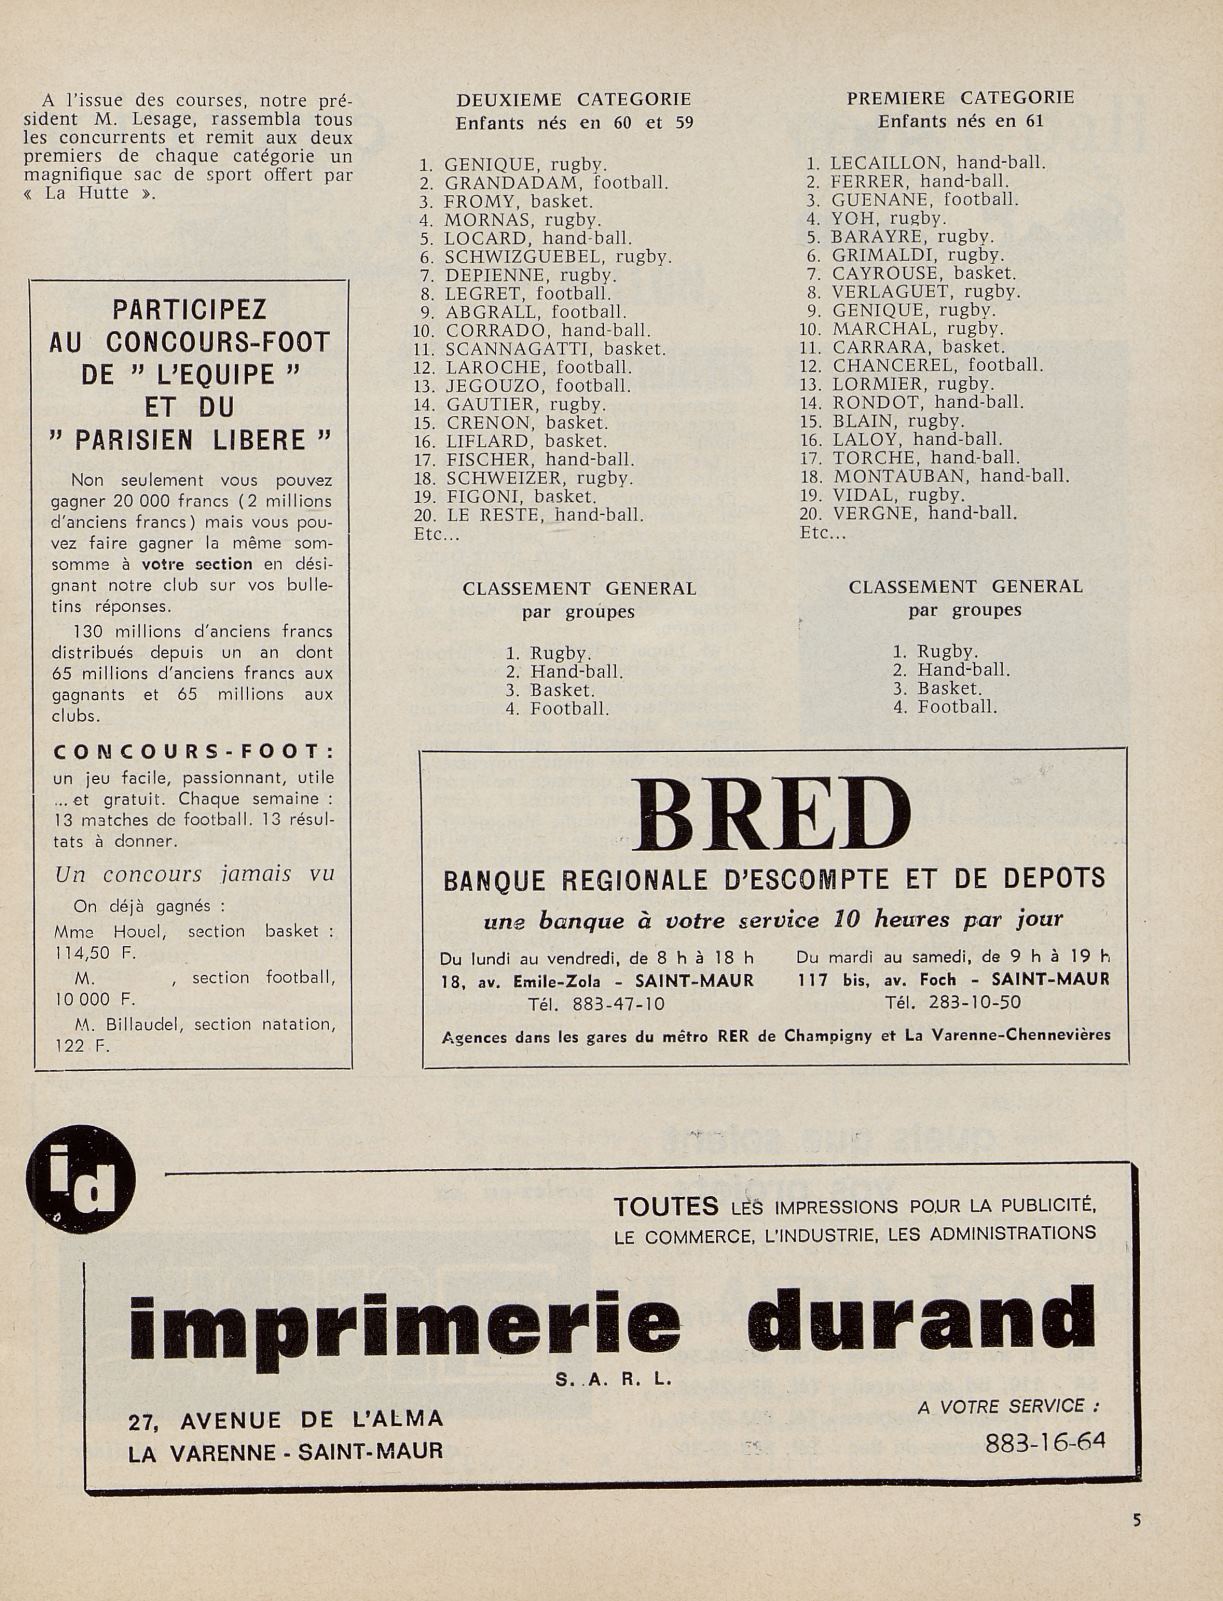 A l'issue des courses, notre pré-
sident M. Lesage, rassembla tous
les concurrents et remit aux deux
premiers de chaque catégorie un
magnifique sac de sport offert par
« La Hutte ».
PARTICIPEZ
AU CONCOURS-FOOT
DE " L'EQUIPE "
ET DU
" PARISIEN LIBERE "
Non seulement vous pouvez
gagner 20 000 francs (2 millions
d'anciens francs) mais vous pou-
vez faire gagner la même som-
somme à votre section en dési-
gnant notre club sur vos bulle-
tins réponses.
130 millions d'anciens francs
distribués depuis un an dont
65 millions d'anciens francs aux
gagnants et 65 millions aux
clubs.
CONCOURS-FOOT :
un jeu facile, passionnant, utile
... et gratuit. Chaque semaine :
13 matches de football. 13 résul-
tats à donner.
Un concours jamais vu
On déjà gagnés :
Mme Houel, section basket :
114,50 F.
M. , section football,
10 000 F.
M. Billaudel, section natation,
122 F.
DEUXIEME CATEGORIE
Enfants nés en 60 et 59
1. GENIQUE, rugby.
2. GRANDADAM, football.
3. FROMY, basket.
4. MORNAS, rugby.
5. LOCARD, hand-ball.
6. SCHWIZGUEBEL, rugby.
7. DEPIENNE, rugby.
8. LEGRET, football.
9. ABGRALL, football.
10. CORRADO, hand-ball.
11. SCANNAGATTI, basket.
12. LAROCHE, football.
13. JEGOUZO, football.
14. GAUTIER, rugby.
15. CRENON, basket.
16. LIFLARD, basket.
17. FISCHER, hand-ball.
18. SCHWEIZER, rugby.
19. FIGONI, basket.
20. LE RESTE, hand-ball.
Etc...
CLASSEMENT GENERAL
par groupes
1. Rugby.
2. Hand-ball.
3. Basket.
4. Football.
PREMIERE CATEGORIE
Enfants nés en 61
1. LECAILLON, hand-ball.
2. FERRER, hand-ball.
3. GUENANE, football.
4. YOH, rugby.
5. BARAYRE, rugby.
6. GRIMALDI, rugby.
7. CAYROUSE, basket.
8. VERLAGUET, rugby.
9. GENIQUE, rugby.
10. MARCHAL, rugby.
11. CARRARA, basket.
12. CHANCEREL, football.
13. LORMIER, rugby.
14. RONDOT, hand-ball.
15. BLAIN, rugby.
16. LALOY, hand-ball.
17. TORCHE, hand-ball.
18. MONTAUBAN, hand-ball.
19. VIDAL, rugby.
20. VERGNE, hand-ball.
Etc...
CLASSEMENT GENERAL
par groupes
1. Rugby.
2. Hand-ball.
3. Basket.
4. Football.
BRED
BANQUE REGIONALE D'ESCOMPTE ET DE DEPOTS
une banque à votre service 10 heures par jour
Du lundi au vendredi, de 8 h à 18 h
18, av. Emile-Zola - SAINT-MAUR
Tél. 883-47-10
Du mardi au samedi, de 9 h à 19 h
117 bis, av. Foch - SAINT-MAUR
Tél. 283-10-50
Agences dans les gares du métro RER de Champigny et La Varenne-Chennevières
id
TOUTES LES IMPRESSIONS POUR LA PUBLICITÉ,
LE COMMERCE, L'INDUSTRIE, LES ADMINISTRATIONS
imprimerie durand
S. A. R. L.
27, AVENUE DE L'ALMA
LA VARENNE - SAINT-MAUR
A VOTRE SERVICE :
883-16-64
5